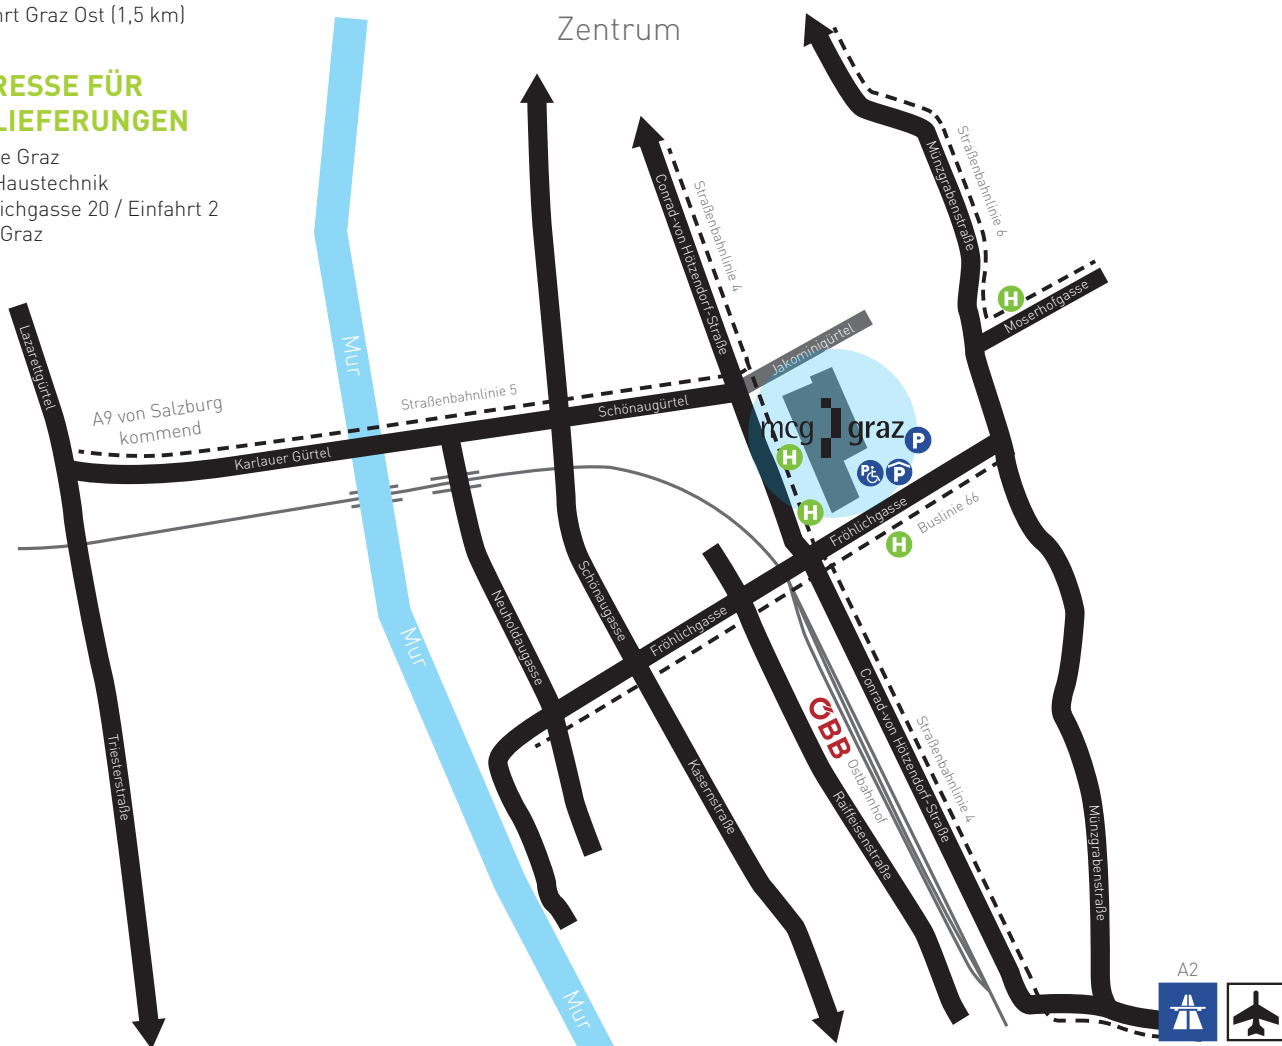 rt Graz Ost (1,5 km)
RESSE FÜR
LIEFERUNGEN
e Graz
Haustechnik
ichgasse 20 / Einfahrt 2
Graz
Zentrum
Straßenbahnlinie 6
Münzgrabenstraße
Straßenbahnlinie 4
Conrad-von Hötzendorf-Straße
H
Moserhofgasse
Lazarettgürtel
Mur
Jakominigürtel
A9 von Salzburg
kommend
Straßenbahnlinie 5
Schönaugürtel
Karlauer Gürtel
mcg graz
P
H
P
P
H
Fröhlichgasse
Buslinie 66
H
Schönaugasse
Neuholdaugasse
Fröhlichgasse
Mur
Conrad-von Hötzendorf-Straße
Straßenbahnlinie 4
ÖBB
Ostbahnhof
Triesterstraße
Kasernstraße
Raiffeisenstraße
Münzgrabenstraße
A2
Mur